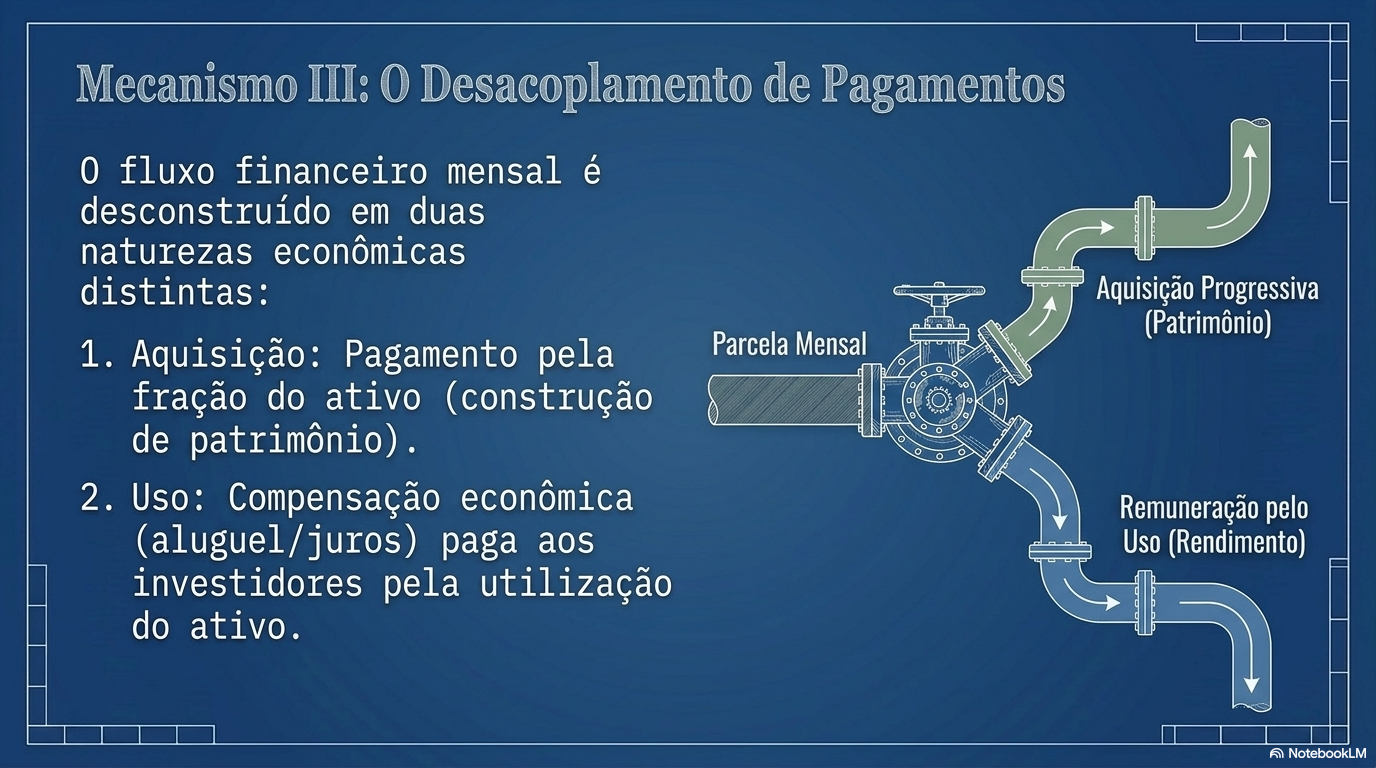 Mecanismo III: O Desacoplamento de Pagamentos
O fluxo financeiro mensal é
desconstruído em duas
naturezas econômicas
distintas:
1. Aquisição: Pagamento pela
fração do ativo (construção
de patrimônio).
2. Uso: Compensação econômica
(aluguel/juros) paga aos
investidores pela utilização
do ativo.
Parcela Mensal
Aquisição Progressiva
(Patrimônio)
Remuneração pelo
Uso (Rendimento)
NotebookLM